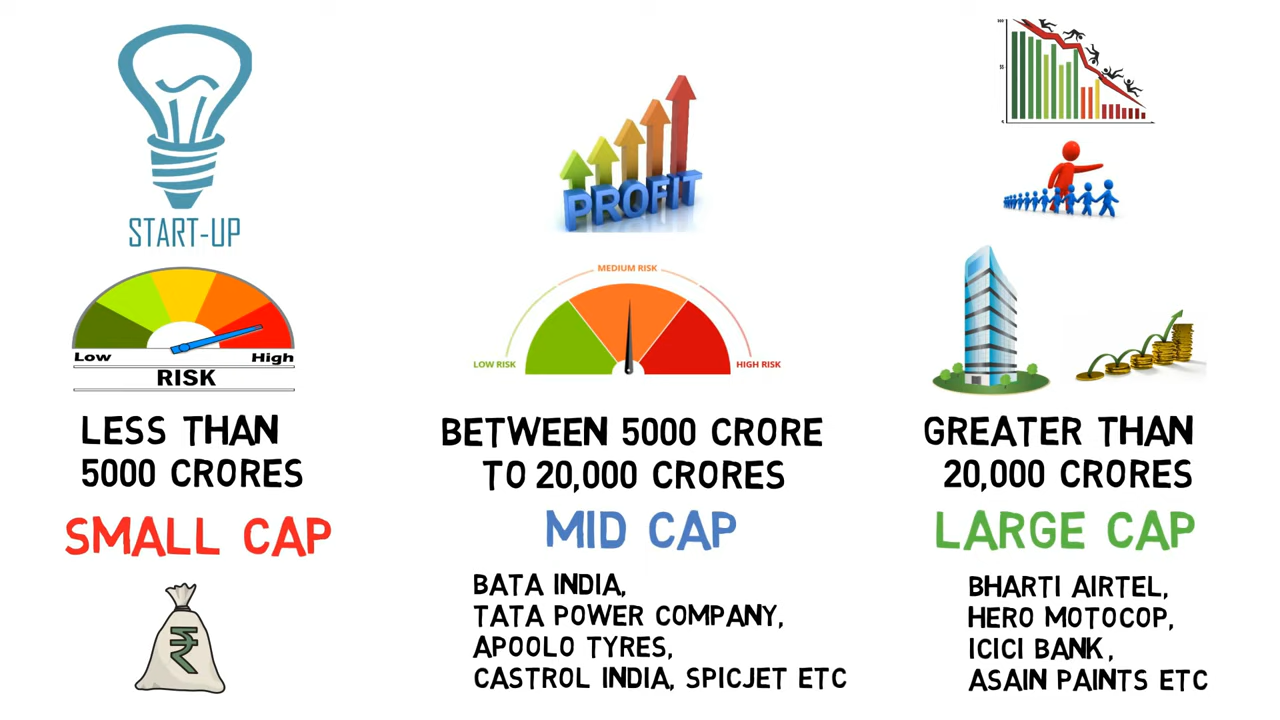 START-UP
Low High
RISK
LESS THAN
5000 CRORES
SMALL CAP
₹
PROFIT
MEDIUM RISK
LOW RISK
HIGH RISK
BETWEEN 5000 CRORE
TO 20,000 CRORES
MID CAP
BATA INDIA,
TATA POWER COMPANY,
APOOLO TYRES,
CASTROL INDIA, SPICJET ETC
GREATER THAN
20,000 CRORES
LARGE CAP
BHARTI AIRTEL,
HERO MOTOCOP,
ICICI BANK,
ASAIN PAINTS ETC